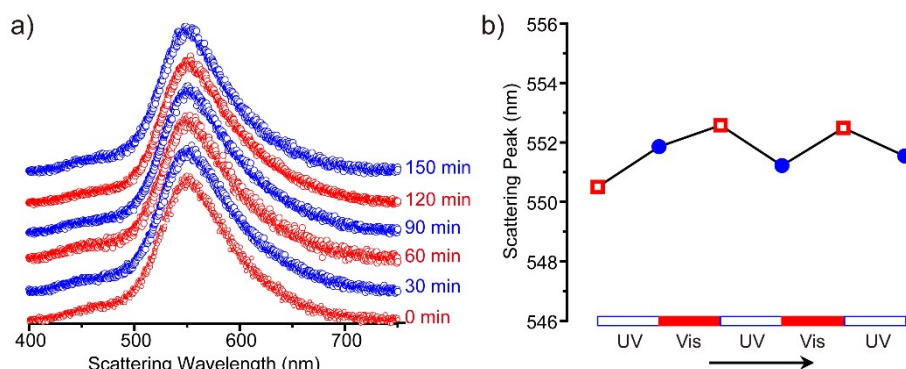 a)
150 min
120 min
90 min
60 min
30 min
0 min
400 500 600 700
Scattering Wavelength (nm)
b)
Scattering Peak (nm)
556
554
552
550
548
546
UV Vis UV Vis UV